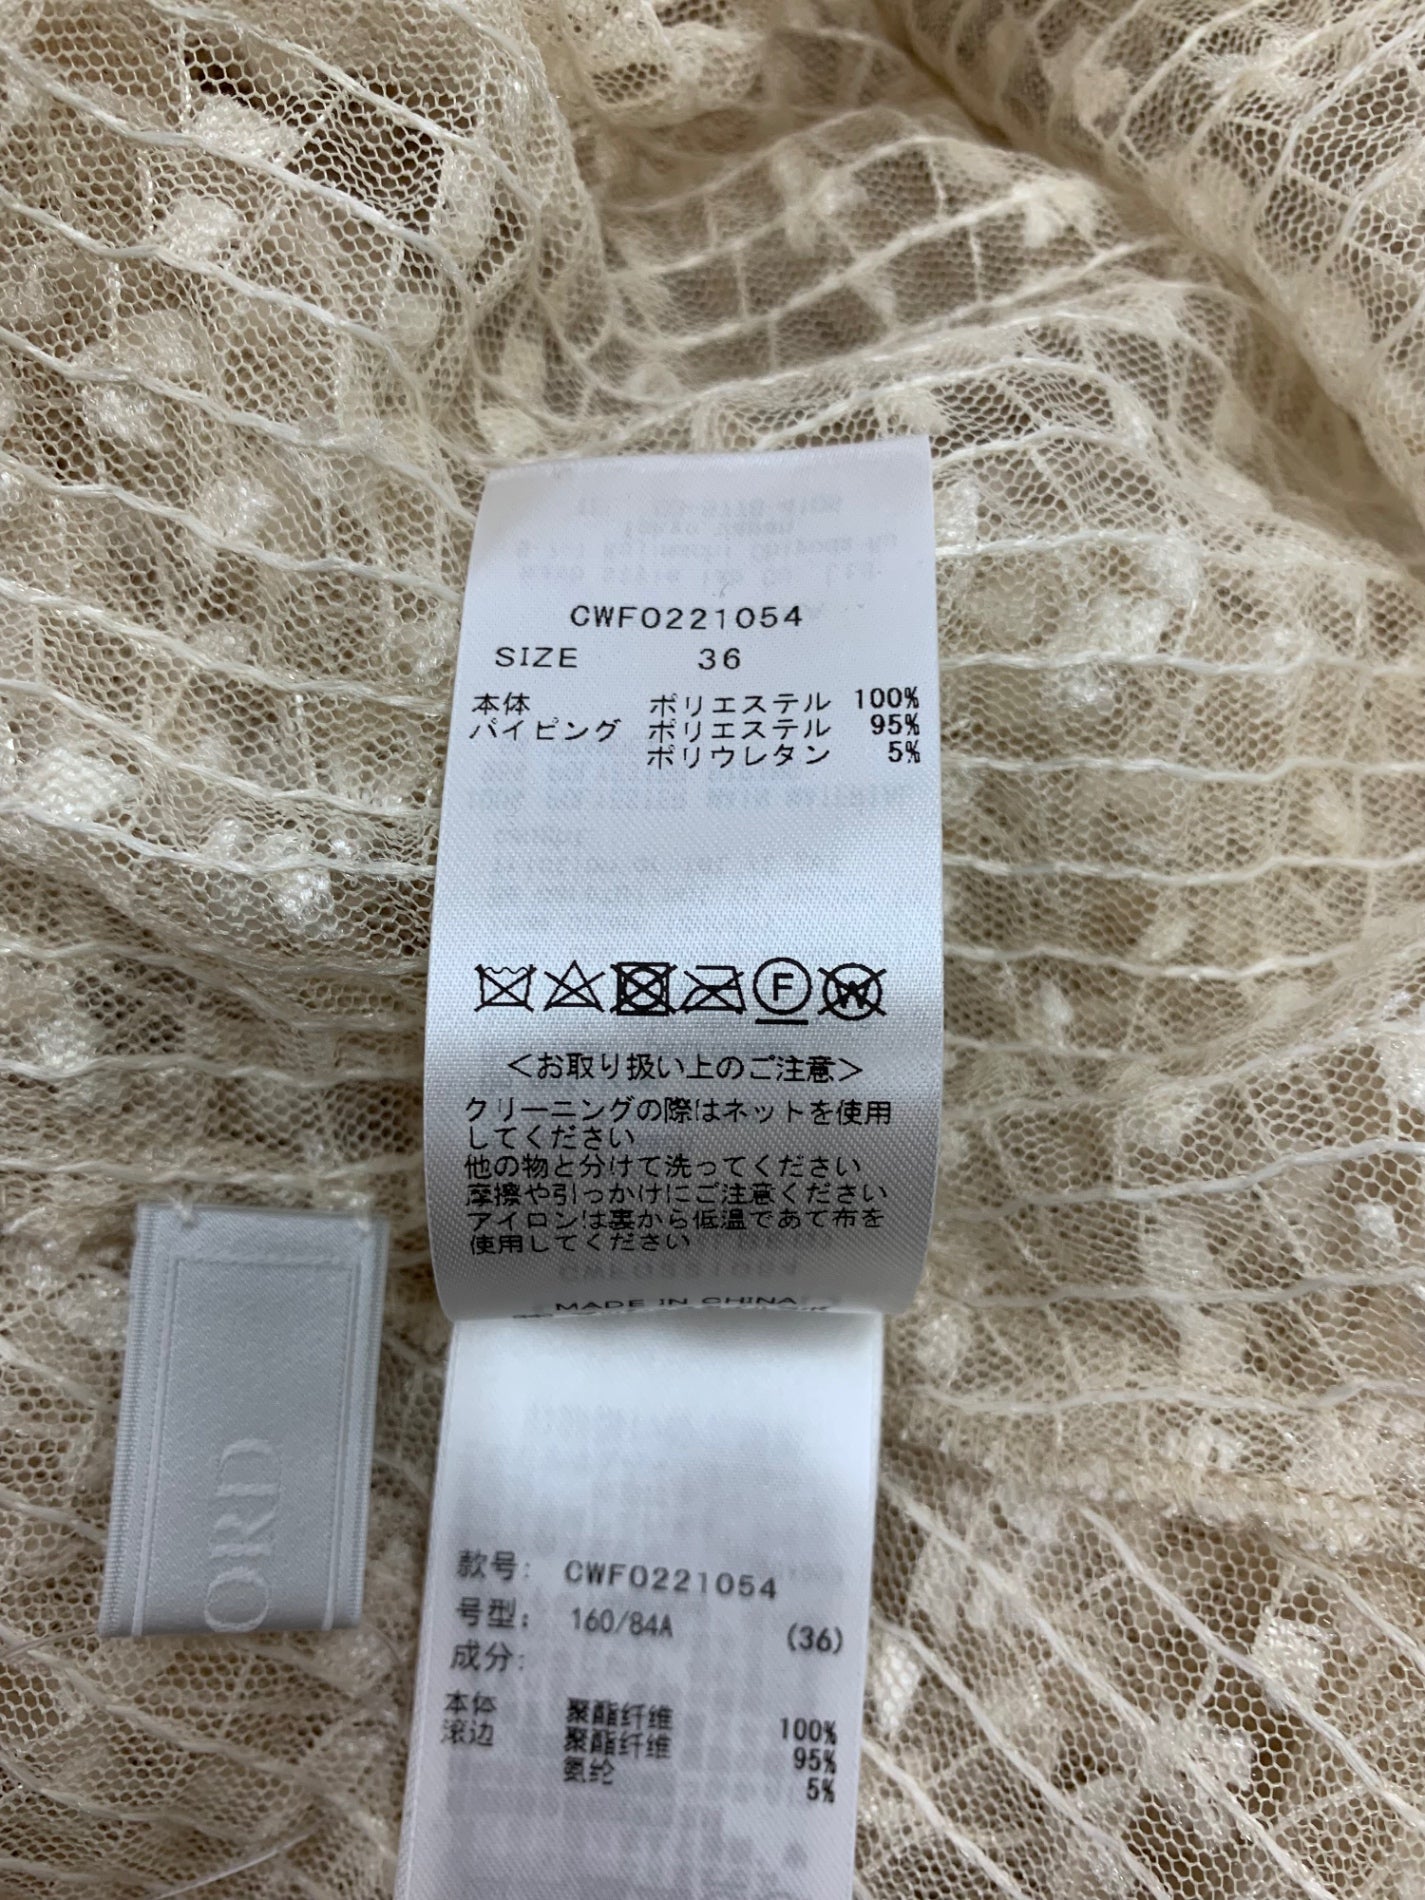 CWFO221054
SIZE 36
本体 ポリエステル 100%
パイピング ポリエステル 95%
ポリウレタン 5%
F W
<お取り扱い上のご注意>
クリーニングの際はネットを使用
してください
他の物と分けて洗ってください
摩擦や引っかけにご注意ください
アイロンは裏から低温であて布を
使用してください
MADE IN CHINA
ORD
款号: CWFO221054
号型: 160/84A (36)
成分:
本体 聚酯纤维 100%
滚边 聚酯纤维 95%
氨纶 5%